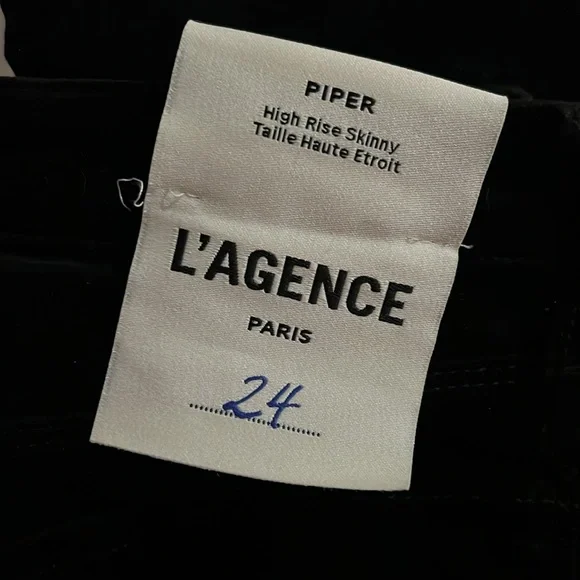 PIPER
High Rise Skinny
Taille Haute Etroit
L'AGENCE
PARIS
24